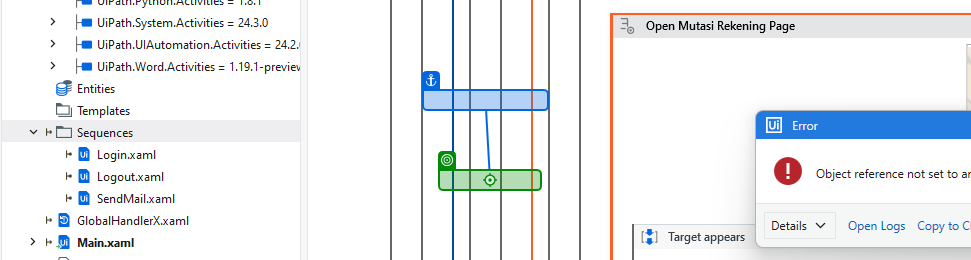 UiPath.Python.Activities = 1.8.1
UiPath.System.Activities = 24.3.0
UiPath.UIAutomation.Activities = 24.2.
UiPath.Word.Activities = 1.19.1-preview
Entities
Templates
Sequences
Login.xaml
Logout.xaml
SendMail.xaml
GlobalHandlerX.xaml
Main.xaml
Open Mutasi Rekening Page
Ui Error
Object reference not set to
Details
Open Logs
Copy to
Target appears